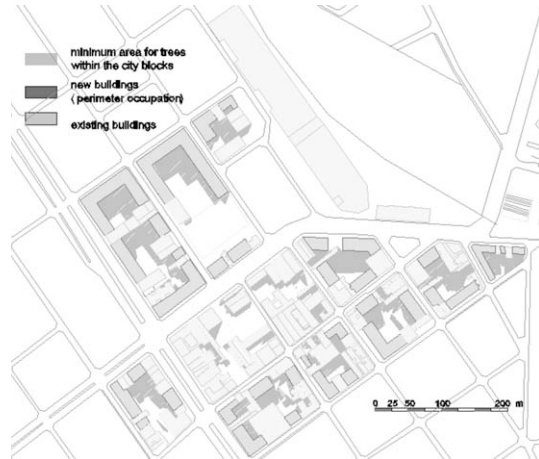 minimum area for trees
within the city blocks
new buildings
( perimeter occupation)
existing buildings
0 25 50 100 200 m